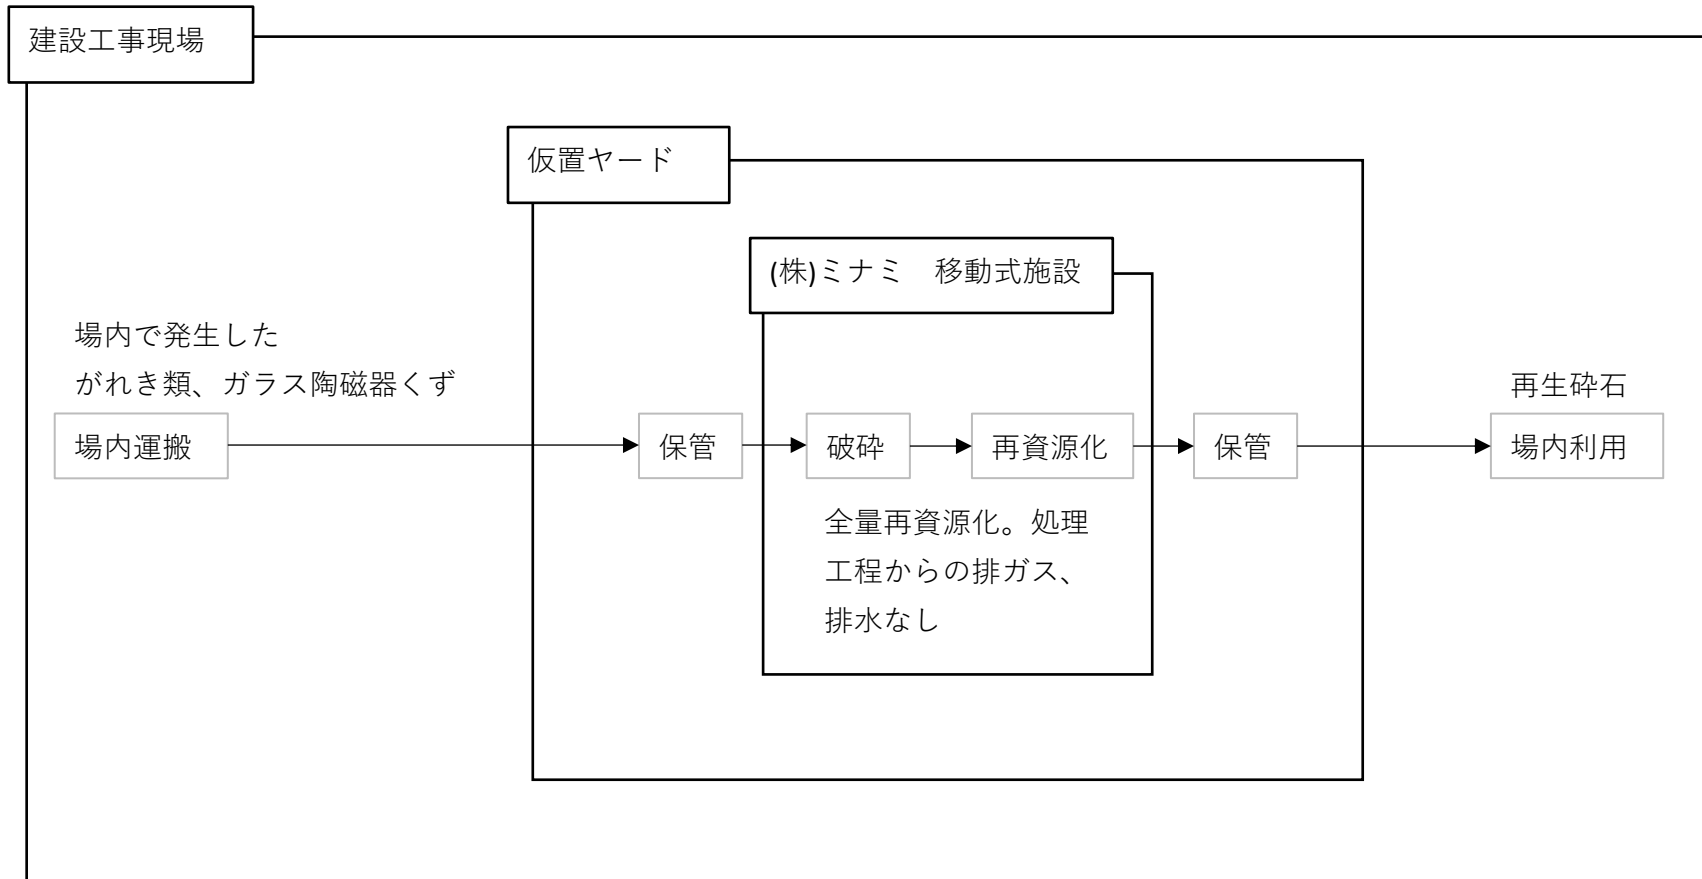 建設工事現場
仮置ヤード
(株)ミナミ　移動式施設
場内で発生した
がれき類、ガラス陶磁器くず
再生砕石
場内運搬
保管
破砕
再資源化
保管
場内利用
全量再資源化。処理
工程からの排ガス、
排水なし